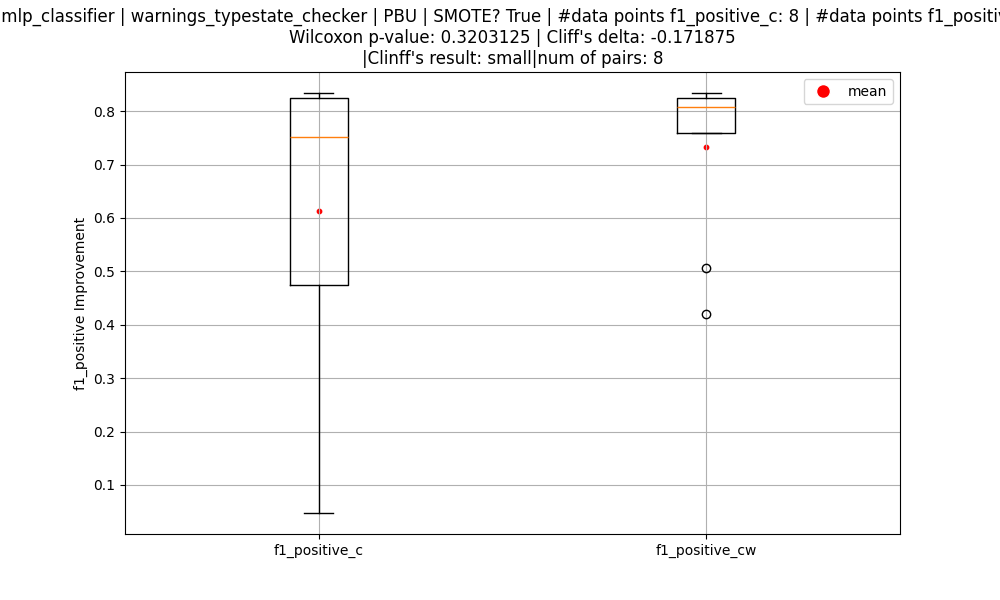 mlp_classifier | warnings_typestate_checker | PBU | SMOTE? True | #data points f1_positive_c: 8 | #data points
Wilcoxon p-value: 0.3203125 | Cliff's delta: -0.171875
|Clinff's result: small|num of pairs: 8
mean
f1_positive Improvement
0.8
0.7
0.6
0.5
0.4
0.3
0.2
0.1
f1_positive_c
f1_positive_cw